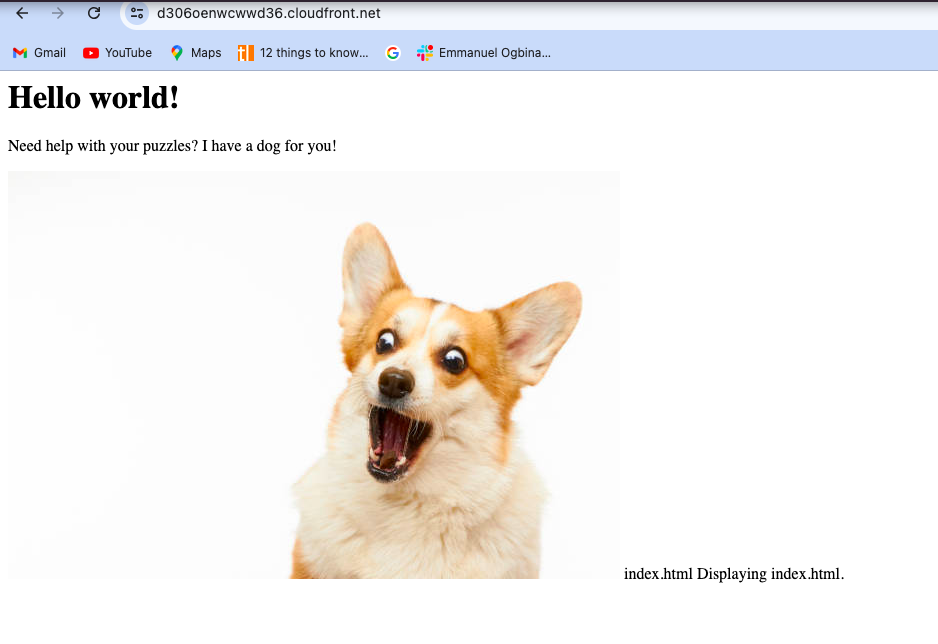 d306oenwcwwd36.cloudfront.net
Gmail YouTube Maps 12 things to know... Emmanuel Ogbina...
Hello world!
Need help with your puzzles? I have a dog for you!
index.html Displaying index.html.